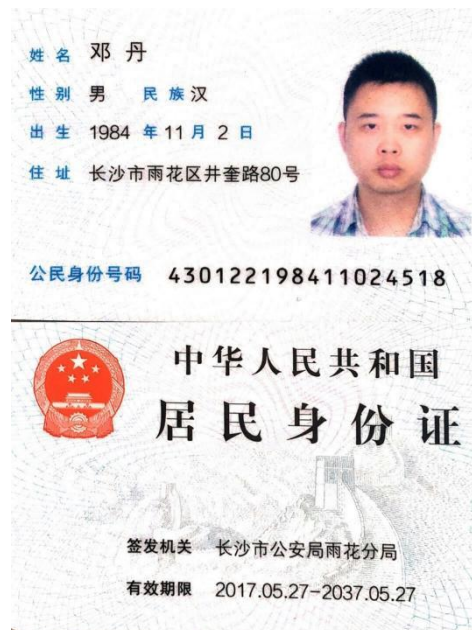 姓名 邓丹
性别 男 民族 汉
出生 1984 年 11 月 2 日
住址 长沙市雨花区井奎路80号
公民身份号码 430122198411024518
中华人民共和国
居民身份证
签发机关 长沙市公安局雨花分局
有效期限 2017.05.27-2037.05.27